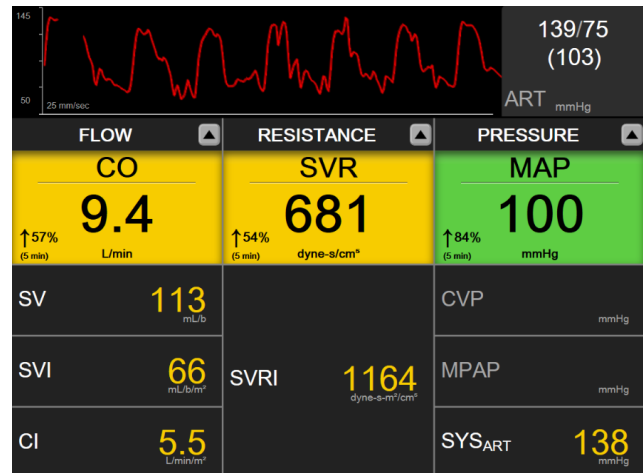 145
139/75
(103)
50
25 mm/sec
ART mmHg
FLOW
RESISTANCE
PRESSURE
CO
9.4
↑57%
(5 min)
L/min
SVR
681
↑54%
(5 min)
dyne-s/cm⁵
MAP
100
↑84%
(5 min)
mmHg
SV 113
mL/b
SVI 66
mL/b/m²
CI 5.5
L/min/m²
SVRI 1164
dyne-s-m²/cm⁵
CVP
mmHg
MPAP
mmHg
SYSART 138
mmHg